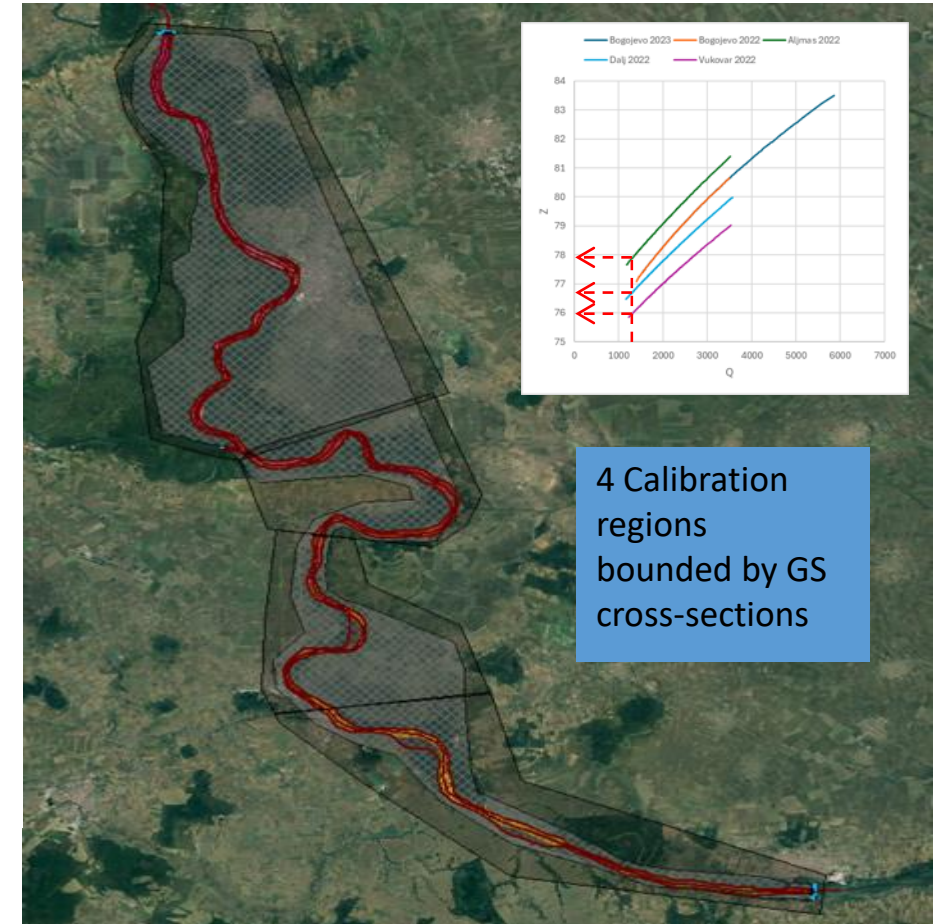 Bogojevo 2023 Bogojevo 2022 Aljmas 2022
Dalj 2022 Vukovar 2022
84
83
82
81
80
79
78
77
76
75
Z
0 1000 2000 3000 4000 5000 6000 7000
Q
4 Calibration
regions
bounded by GS
cross-sections